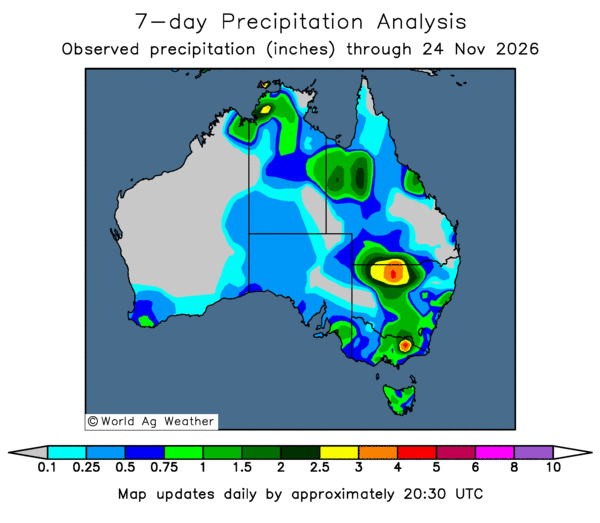 7-day Precipitation Analysis
Observed precipitation (inches) through 24 Nov 2026
©World Ag Weather
0.1 0.25 0.5 0.75 1 1.5 2 2.5 3 4 5 6 8 10
Map updates daily by approximately 20:30 UTC